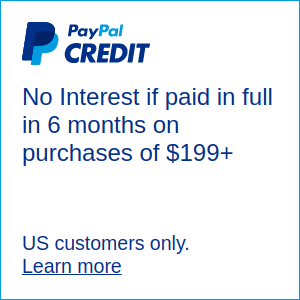 PayPal
CREDIT
No Interest if paid in full
in 6 months on
purchases of $199+
US customers only.
Learn more